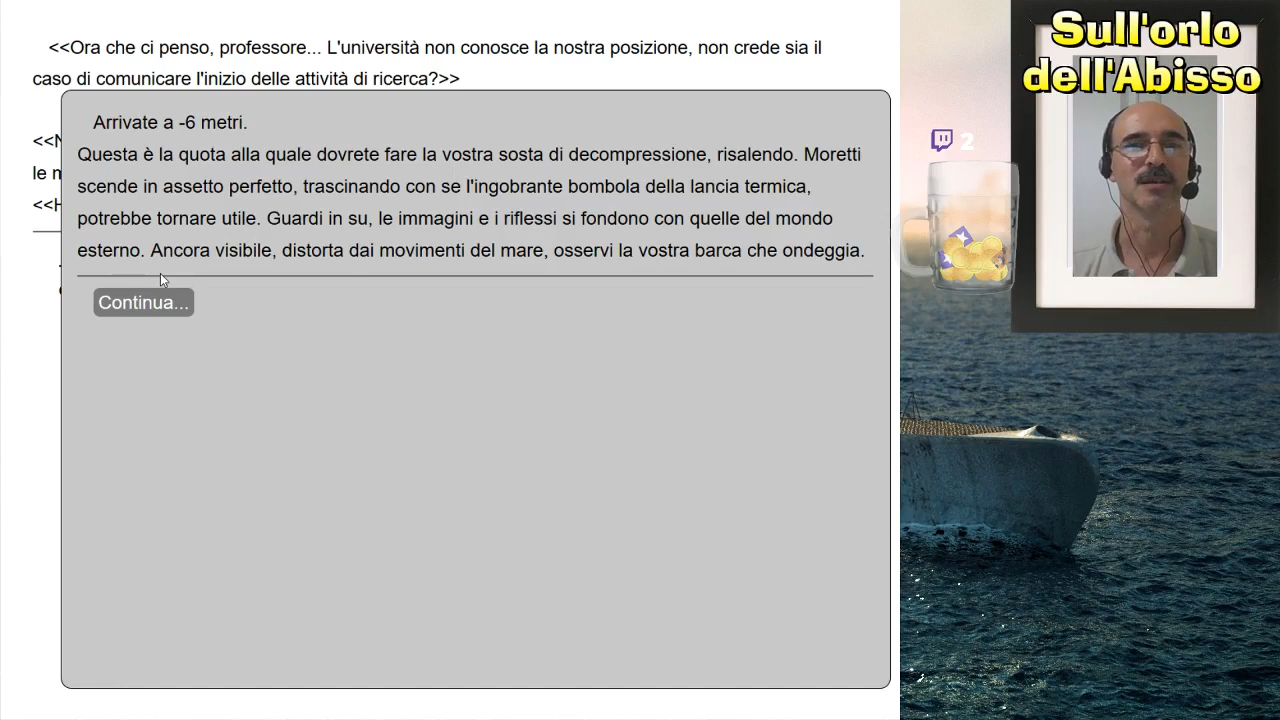 <<Ora che ci penso, professore... L'università non conosce la nostra posizione, non crede sia il
caso di comunicare l'inizio delle attività di ricerca?>>
Arrivate a -6 metri.
Questa è la quota alla quale dovrete fare la vostra sosta di decompressione, risalendo. Moretti
scende in assetto perfetto, trascinando con se l'ingobrante bombola della lancia termica,
potrebbe tornare utile. Guardi in su, le immagini e i riflessi si fondono con quelle del mondo
esterno. Ancora visibile, distorta dai movimenti del mare, osservi la vostra barca che ondeggia.
Continua...
Sull'orlo
dell'Abisso
2